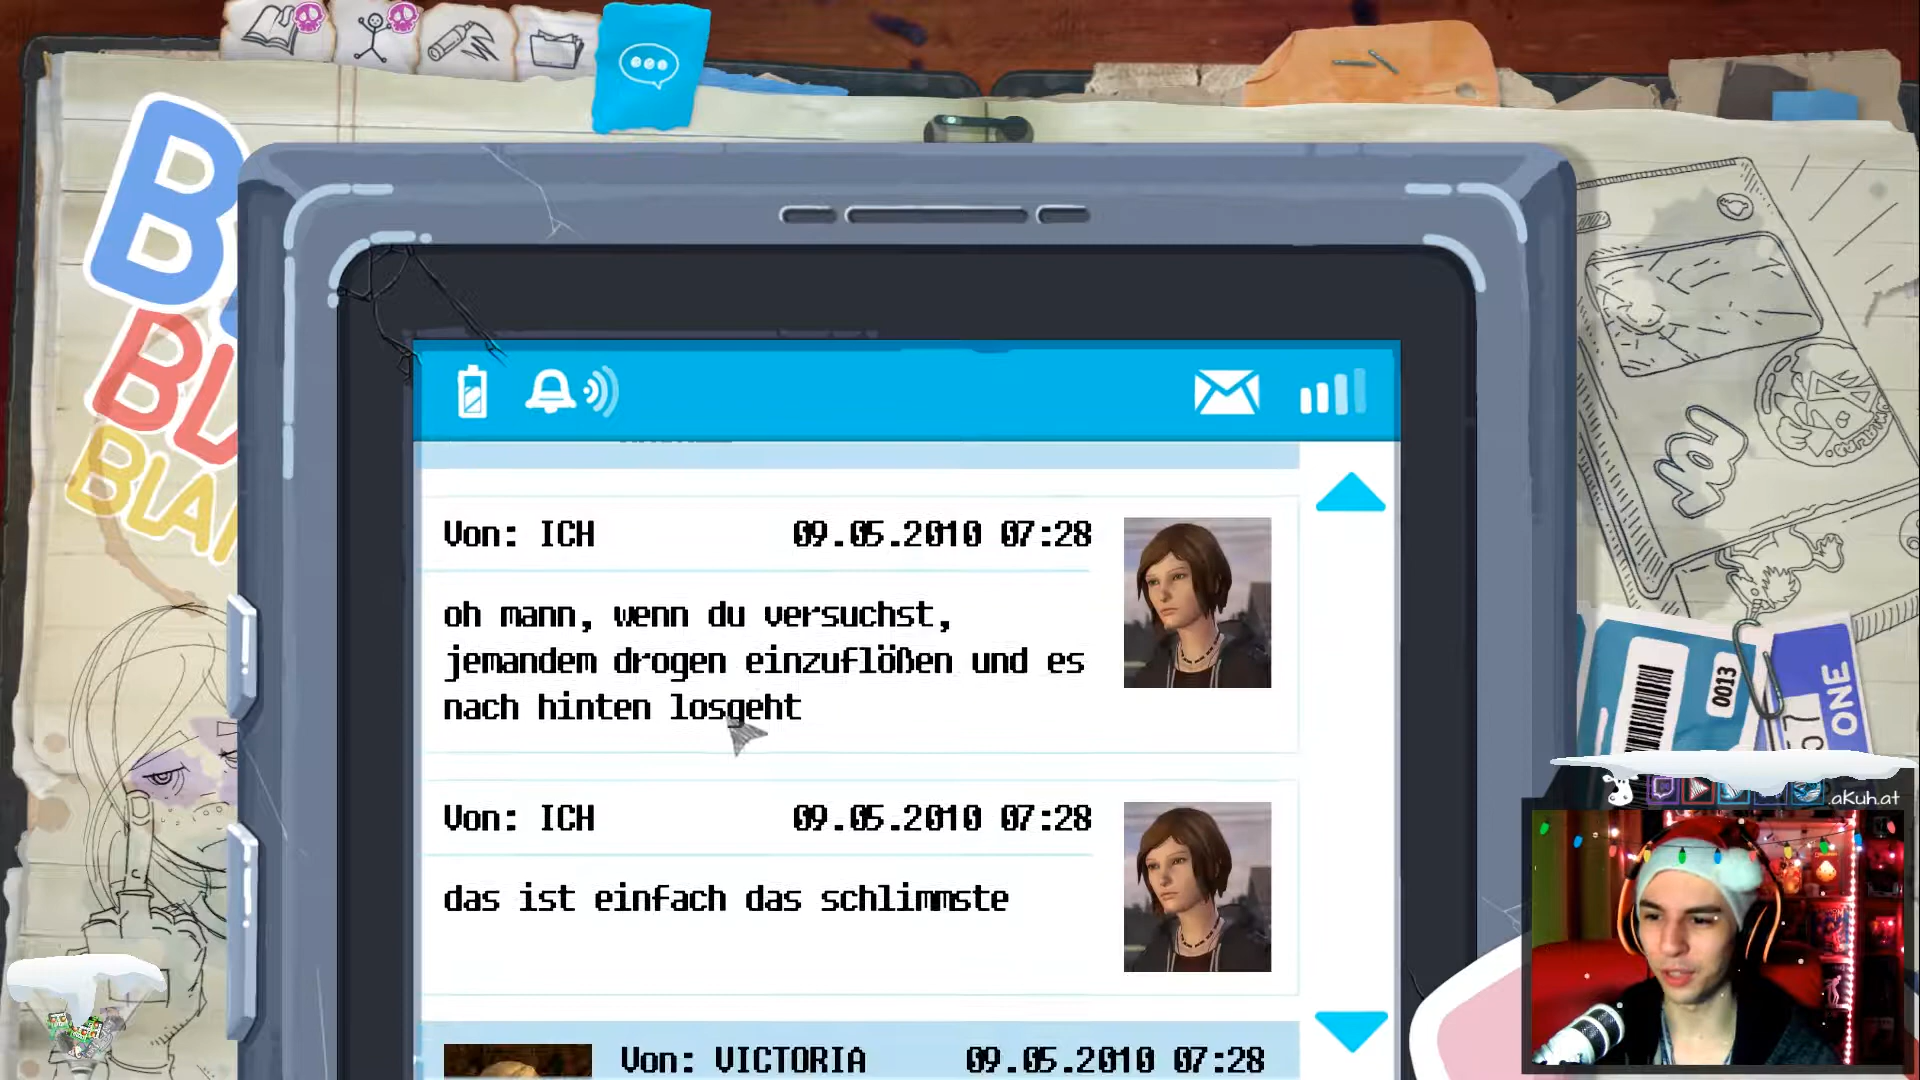 Von: ICH 09.05.2010 07:28
oh mann, wenn du versuchst,
jemandem drogen einzuflößen und es
nach hinten losgeht
Von: ICH 09.05.2010 07:28
das ist einfach das schlimmste
Von: VICTORIA 09.05.2010 07:28
0013
57
ONE
.aKuh.at